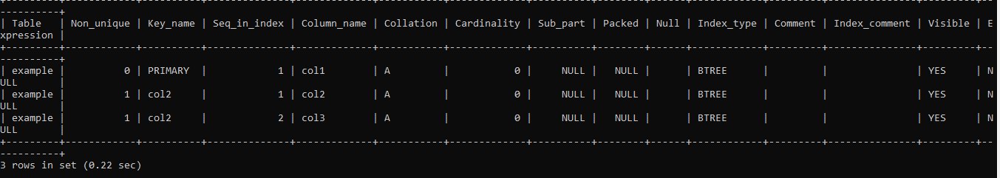 +---------+------------+----------+--------------+-------------+-----------+-------------+----------+--------+------+------------+---------+---------------+---------+--
----------+
| Table   | Non_unique | Key_name | Seq_in_index | Column_name | Collation | Cardinality | Sub_part | Packed | Null | Index_type | Comment | Index_comment | Visible | E
xpression |
+---------+------------+----------+--------------+-------------+-----------+-------------+----------+--------+------+------------+---------+---------------+---------+--
----------+
| example |          0 | PRIMARY  |            1 | col1        | A         |           0 |     NULL |   NULL |      | BTREE      |         |               | YES     | N
ULL       |
| example |          1 | col2     |            1 | col2        | A         |           0 |     NULL |   NULL |      | BTREE      |         |               | YES     | N
ULL       |
| example |          1 | col2     |            2 | col3        | A         |           0 |     NULL |   NULL |      | BTREE      |         |               | YES     | N
ULL       |
+---------+------------+----------+--------------+-------------+-----------+-------------+----------+--------+------+------------+---------+---------------+---------+--
----------+
3 rows in set (0.22 sec)